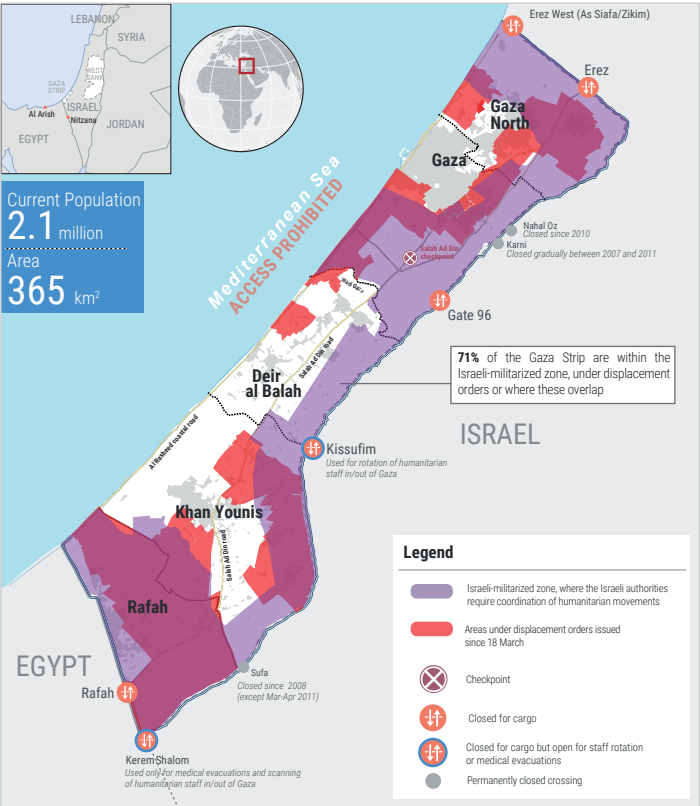 LEBANON
SYRIA
WEST
BANK
GAZA
STRIP
Al Arish
ISRAEL
Nitzana
JORDAN
EGYPT
Erez West (As Siafa/Zikim)
Erez
Gaza
North
Gaza
Current Population
2.1 million
Area
365 km²
Mediterranean Sea
ACCESS PROHIBITED
Nahal Oz
Closed since 2010
Karni
Closed gradually between 2007 and 2011
Salah Ad Din
checkpoint
Wadi Gaza
Gate 96
71% of the Gaza Strip are within the
Israeli-militarized zone, under displacement
orders or where these overlap
Salah Ad Din road
Deir
al Balah
ISRAEL
Al Rasheed coastal road
Kissufim
Used for rotation of humanitarian
staff in/out of Gaza
Khan Younis
Salah Ad Din road
Rafah
EGYPT
Sufa
Closed since 2008
(except Mar-Apr 2011)
Rafah
Kerem Shalom
Used only for medical evacuations and scanning
of humanitarian staff in/out of Gaza
Legend
Israeli-militarized zone, where the Israeli authorities
require coordination of humanitarian movements
Areas under displacement orders issued
since 18 March
Checkpoint
Closed for cargo
Closed for cargo but open for staff rotation
or medical evacuations
Permanently closed crossing